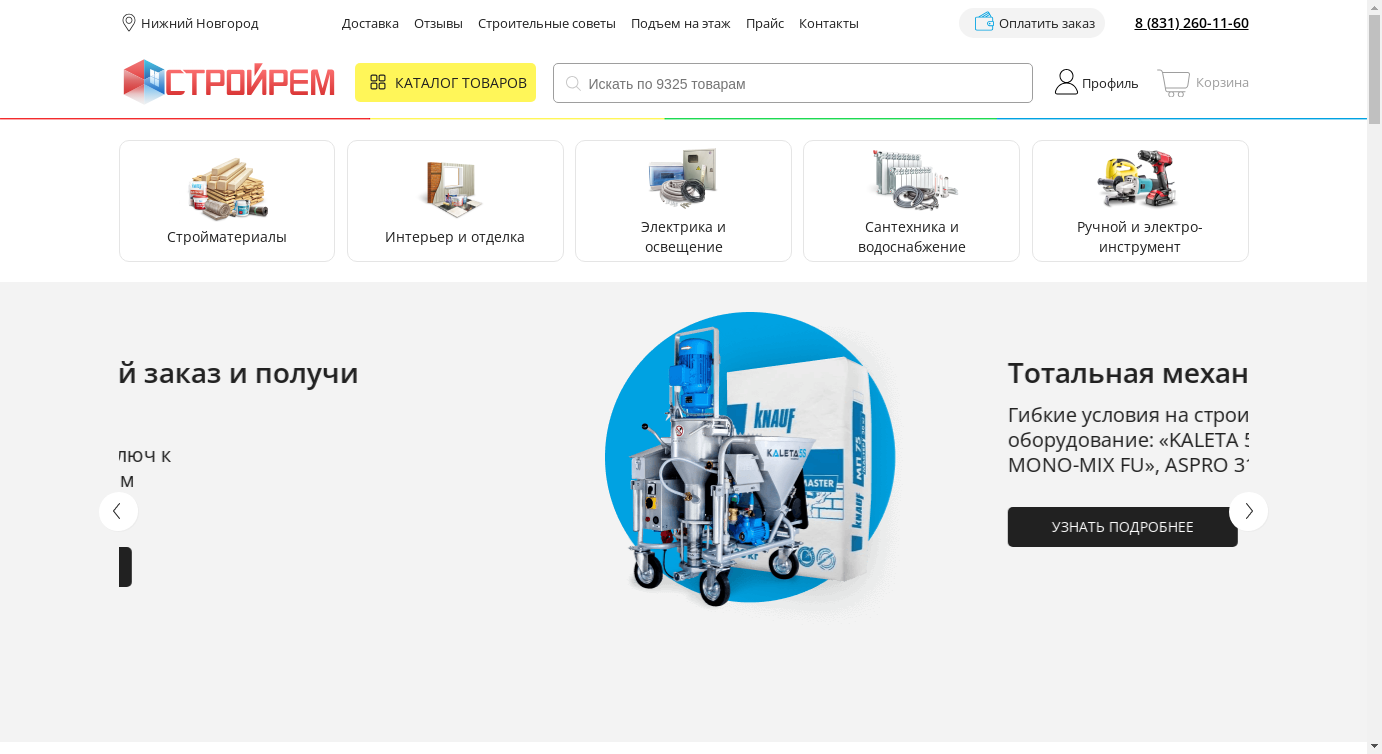 Нижний Новгород
Доставка Отзывы Строительные советы Подъем на этаж Прайс Контакты
Оплатить заказ
8 (831) 260-11-60
СТРОЙРЕМ
КАТАЛОГ ТОВАРОВ
Искать по 9325 товарам
Профиль
Корзина
Стройматериалы
Интерьер и отделка
Электрика и
освещение
Сантехника и
водоснабжение
Ручной и электро-
инструмент
й заказ и получи
люч к
м
KNAUF
KALETA 5S
МП 75
MASTER
KNAUF
Тотальная механ
Гибкие условия на строи
оборудование: «KALETA 5
MONO-MIX FU», ASPRO 31
УЗНАТЬ ПОДРОБНЕЕ